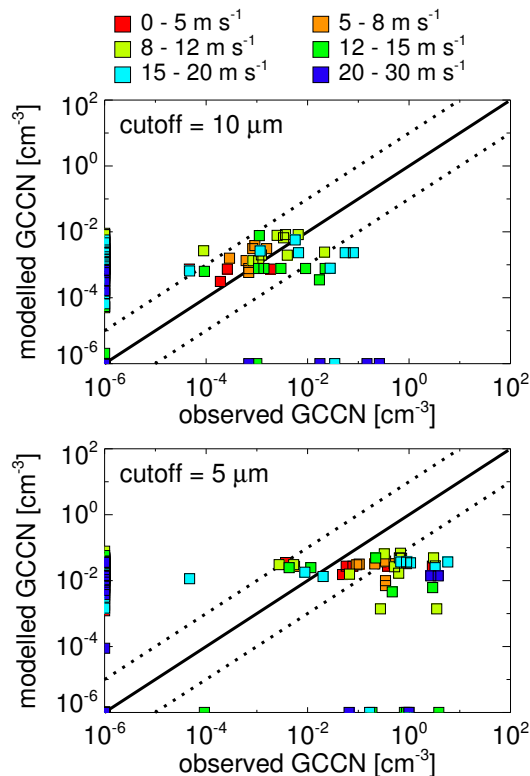 0 - 5 m s⁻¹ 5 - 8 m s⁻¹
8 - 12 m s⁻¹ 12 - 15 m s⁻¹
15 - 20 m s⁻¹ 20 - 30 m s⁻¹
10²
cutoff = 10 μm
10⁰
10⁻²
10⁻⁴
10⁻⁶
modelled GCCN [cm⁻³]
10⁻⁶ 10⁻⁴ 10⁻² 10⁰ 10²
observed GCCN [cm⁻³]
10²
cutoff = 5 μm
10⁰
10⁻²
10⁻⁴
10⁻⁶
modelled GCCN [cm⁻³]
10⁻⁶ 10⁻⁴ 10⁻² 10⁰ 10²
observed GCCN [cm⁻³]